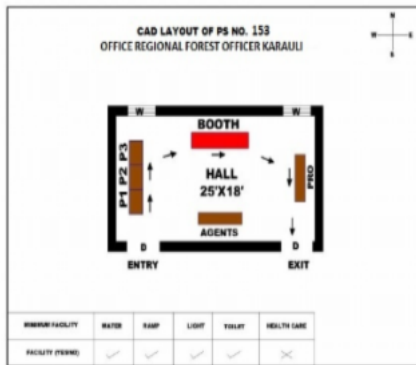 CAD LAYOUT OF PS NO. 153
OFFICE REGIONAL FOREST OFFICER KARAULI
N
W E
S
W W
BOOTH
P1 P2 P3
HALL
25'X18'
PRO
AGENTS
D D
ENTRY EXIT
MINIMUM FACILITY WATER RAMP LIGHT TOILET HEALTH CARE
FACILITY (YES/NO)